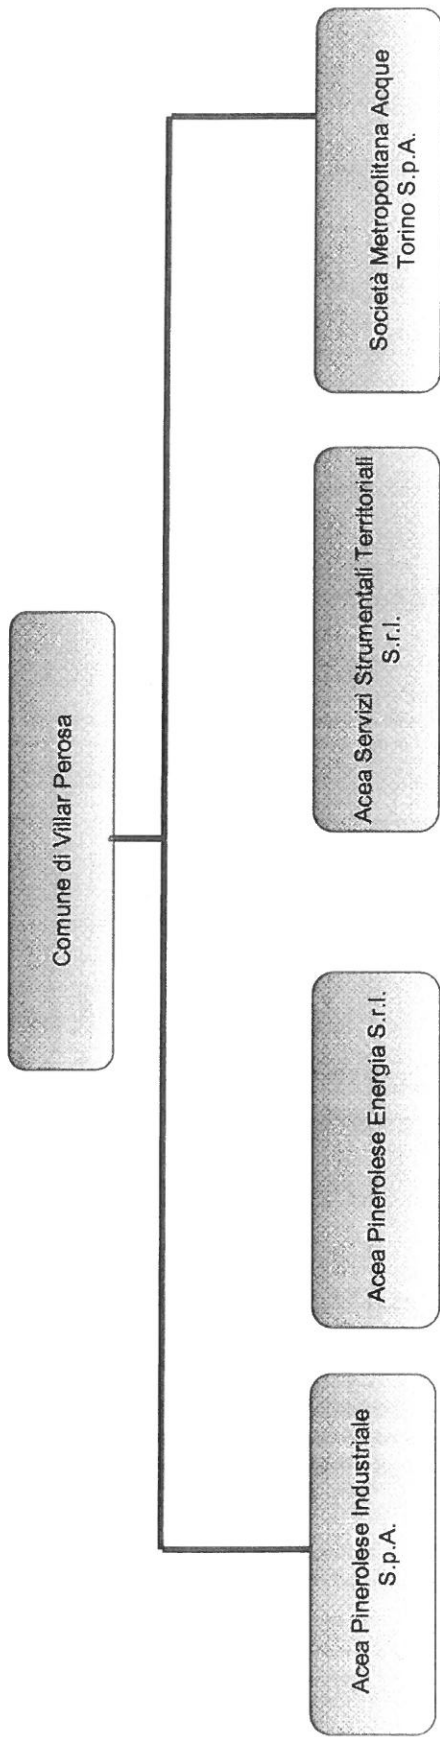 Comune di Villar Perosa
Acea Pinerolese Industriale
S.p.A.
Acea Pinerolese Energia S.r.l.
Acea Servizi Strumentali Territoriali
S.r.l.
Società Metropolitana Acque
Torino S.p.A.